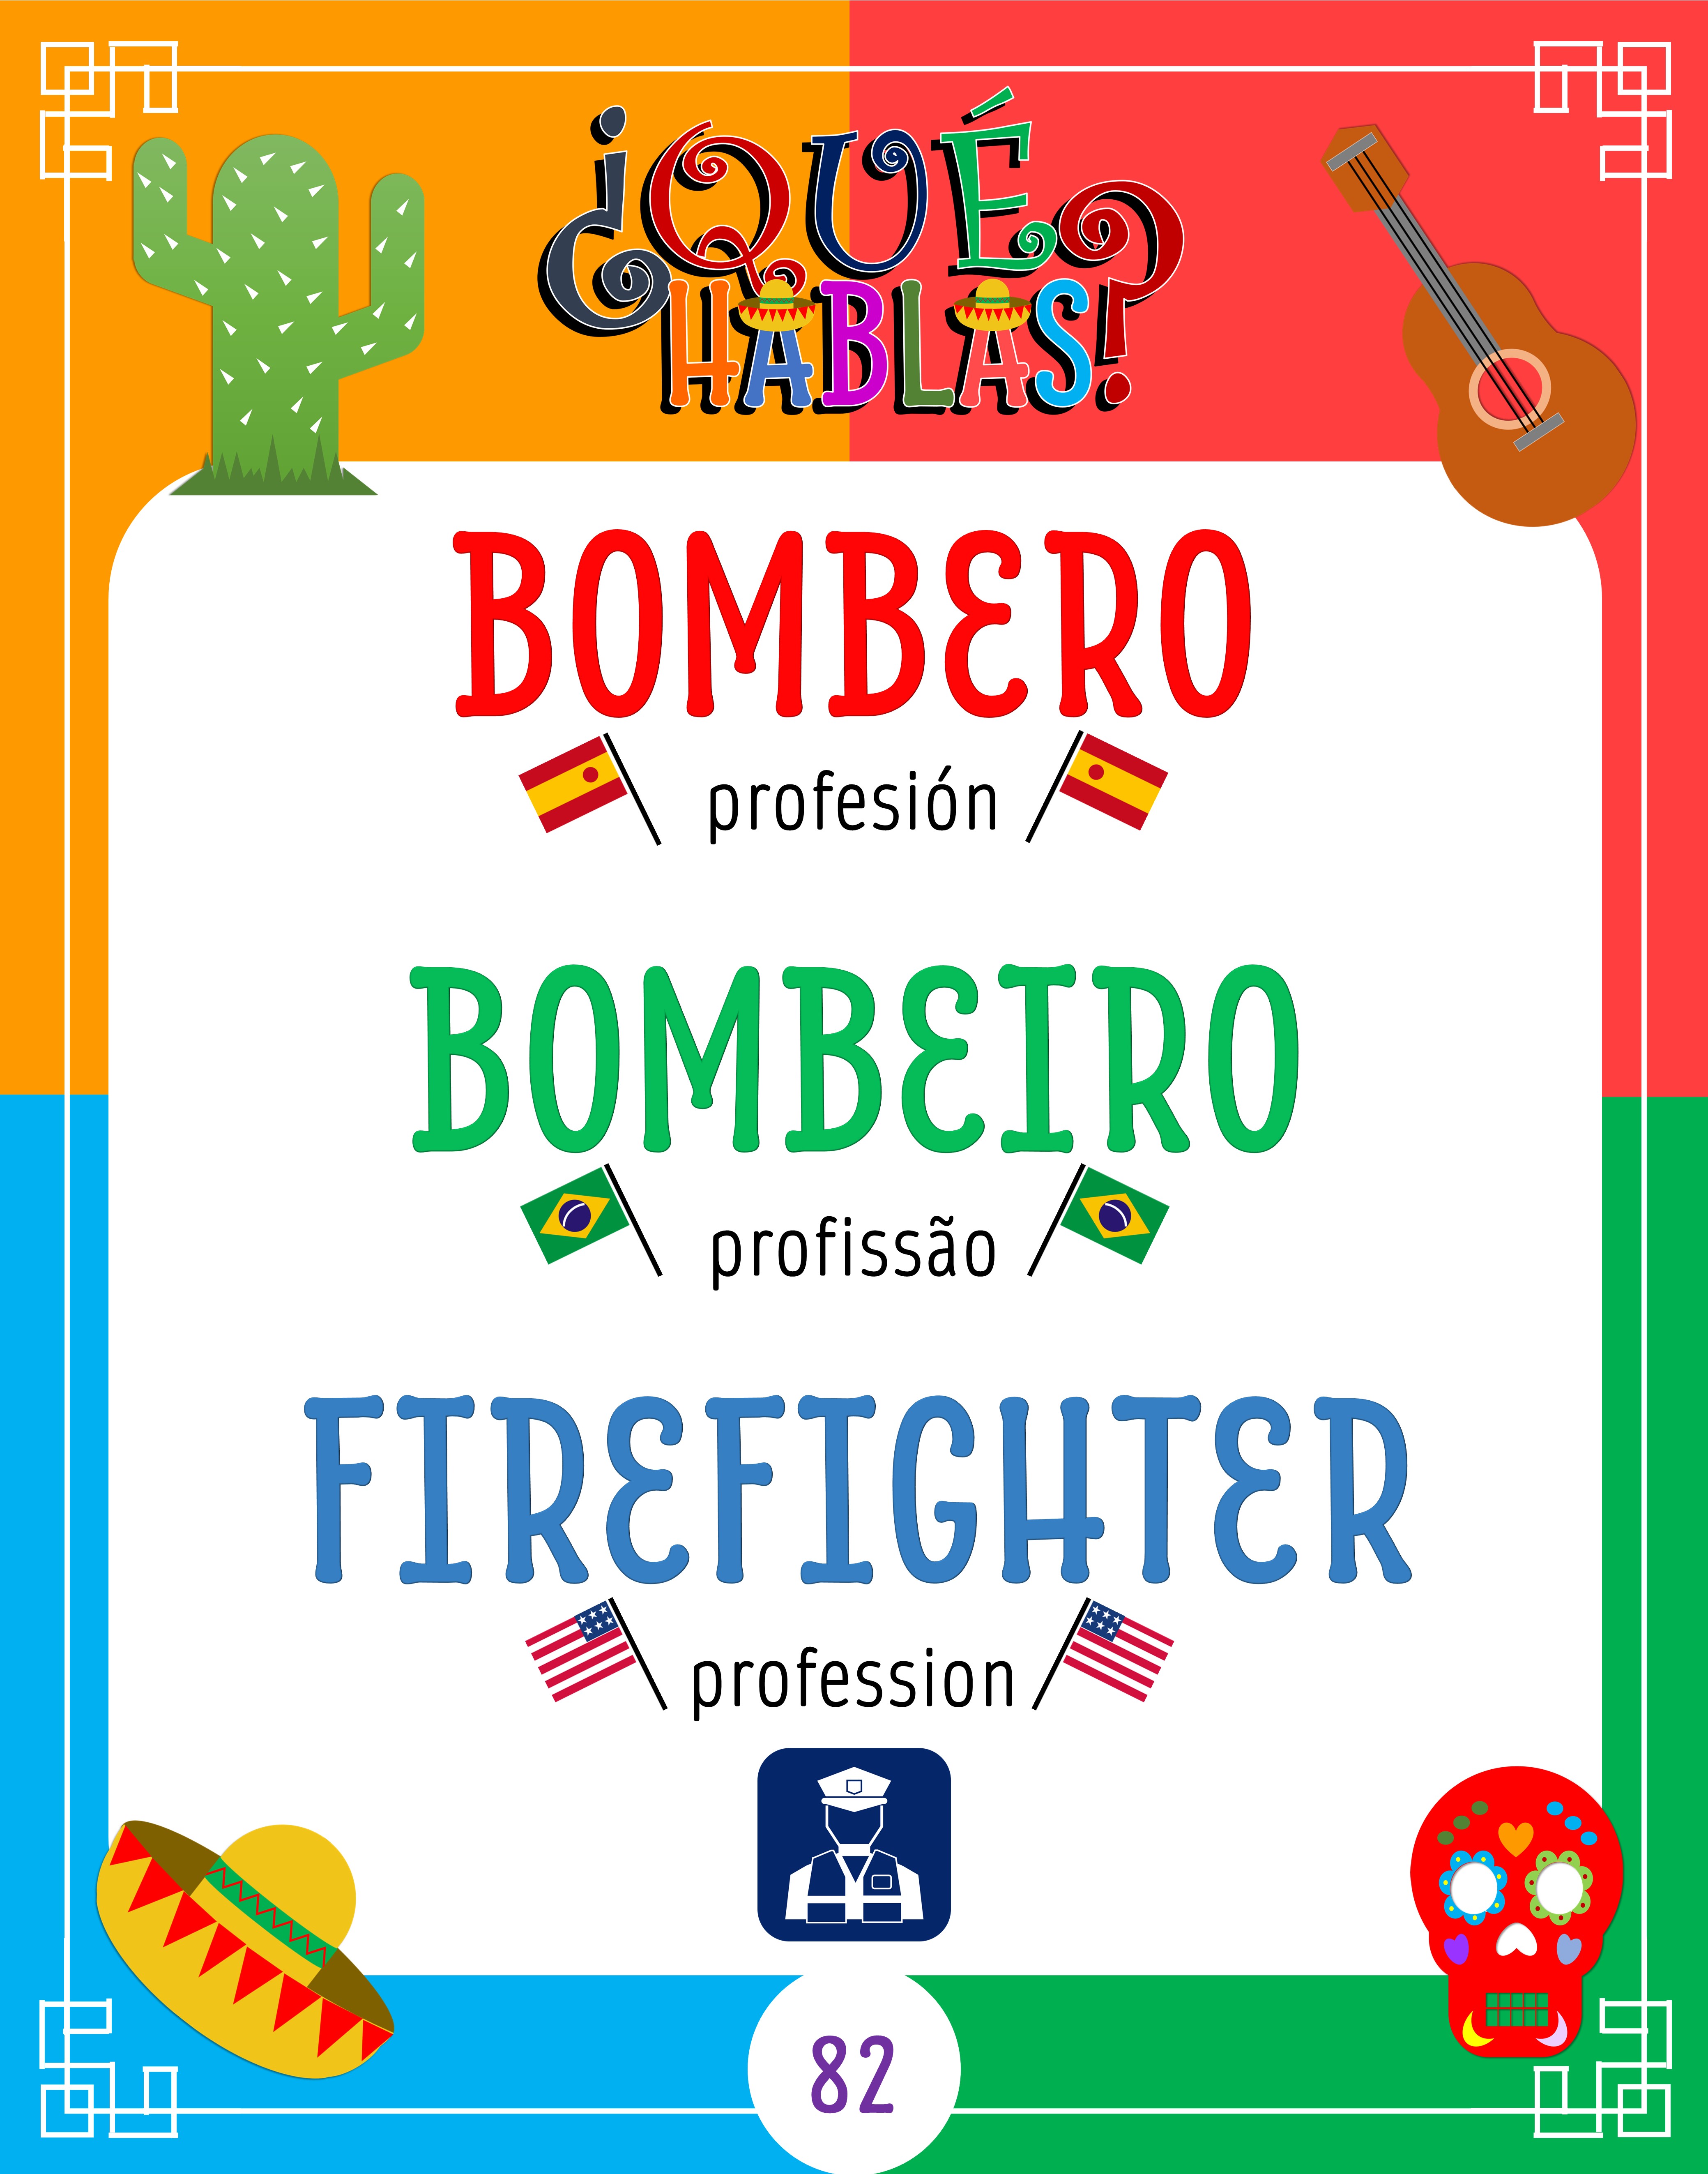 ¿QUÉ
HABLAS?
BOMBERO
profesión
BOMBEIRO
profissão
FIREFIGHTER
profession
82